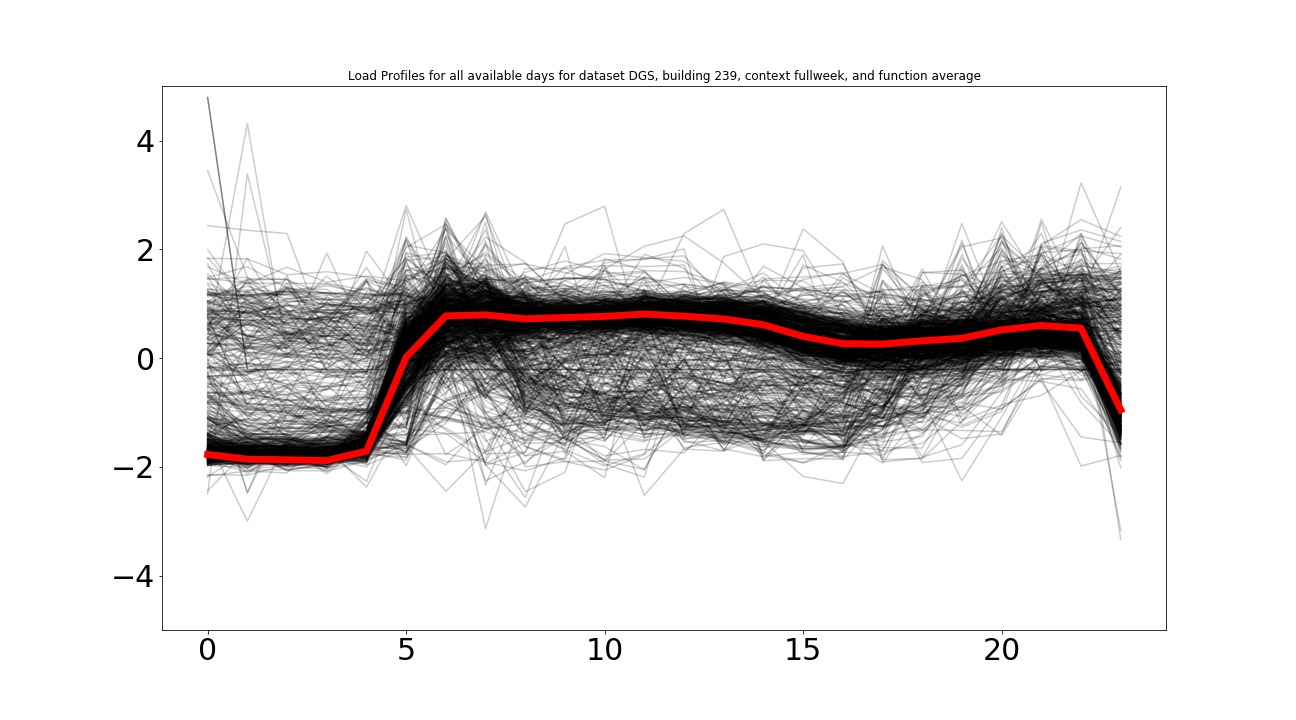 Load Profiles for all available days for dataset DGS, building 239, context fullweek, and function average
4
2
0
−2
−4
0 5 10 15 20